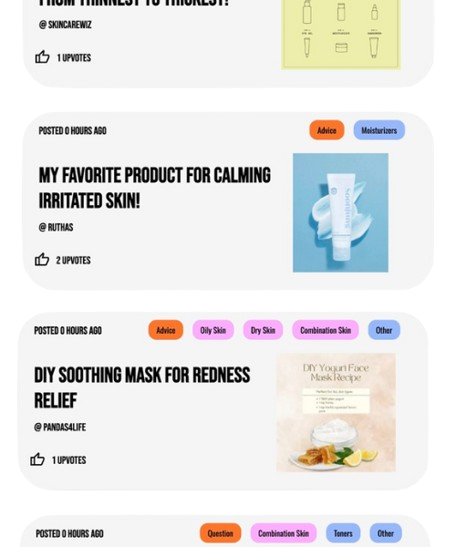 FROM THINNEST TO THICKEST!
@ SKINCAREWIZ
1 UPVOTES
POSTED 0 HOURS AGO
Advice
Moisturizers
MY FAVORITE PRODUCT FOR CALMING
IRRITATED SKIN!
@ RUTHAS
2 UPVOTES
POSTED 0 HOURS AGO
Advice
Oily Skin
Dry Skin
Combination Skin
Other
DIY SOOTHING MASK FOR REDNESS
RELIEF
@ PANDAS4LIFE
1 UPVOTES
DIY Yogurt Face
Mask Recipe
POSTED 0 HOURS AGO
Question
Combination Skin
Toners
Other